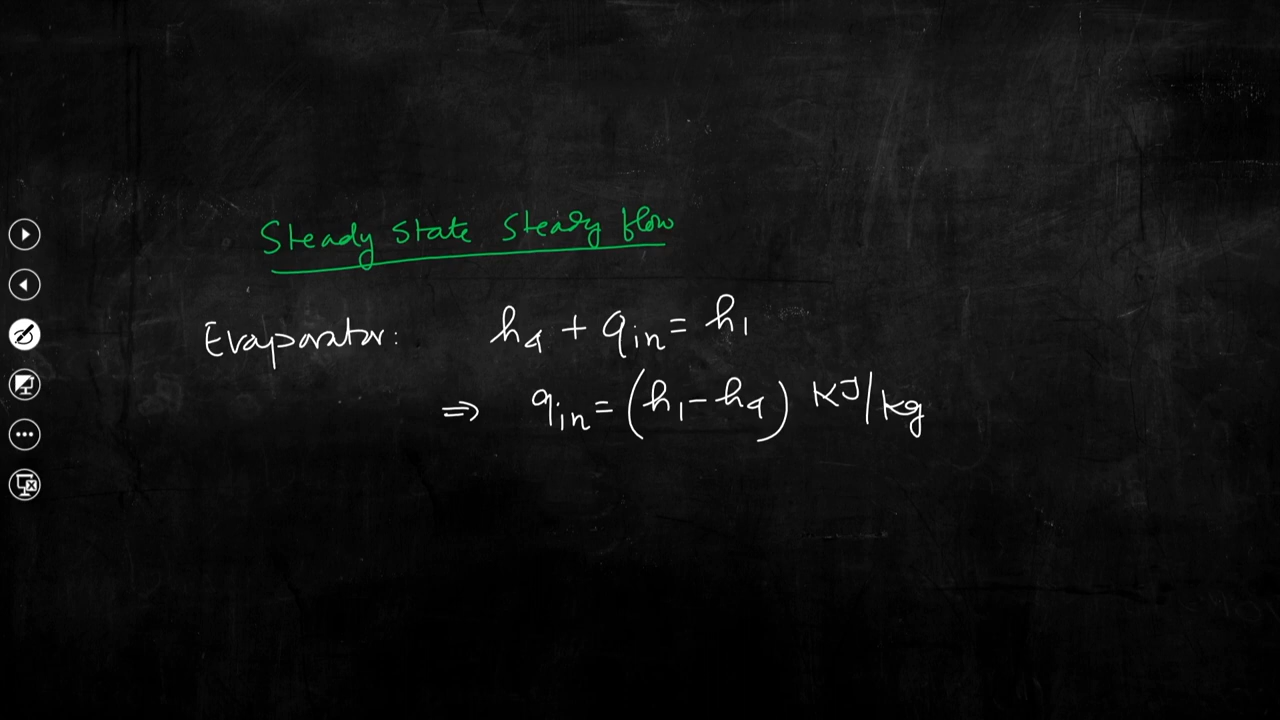 Steady State Steady flow
Evaporator: h₄ + qin = h₁
⇒ qin = (h₁ - h₄) KJ/kg